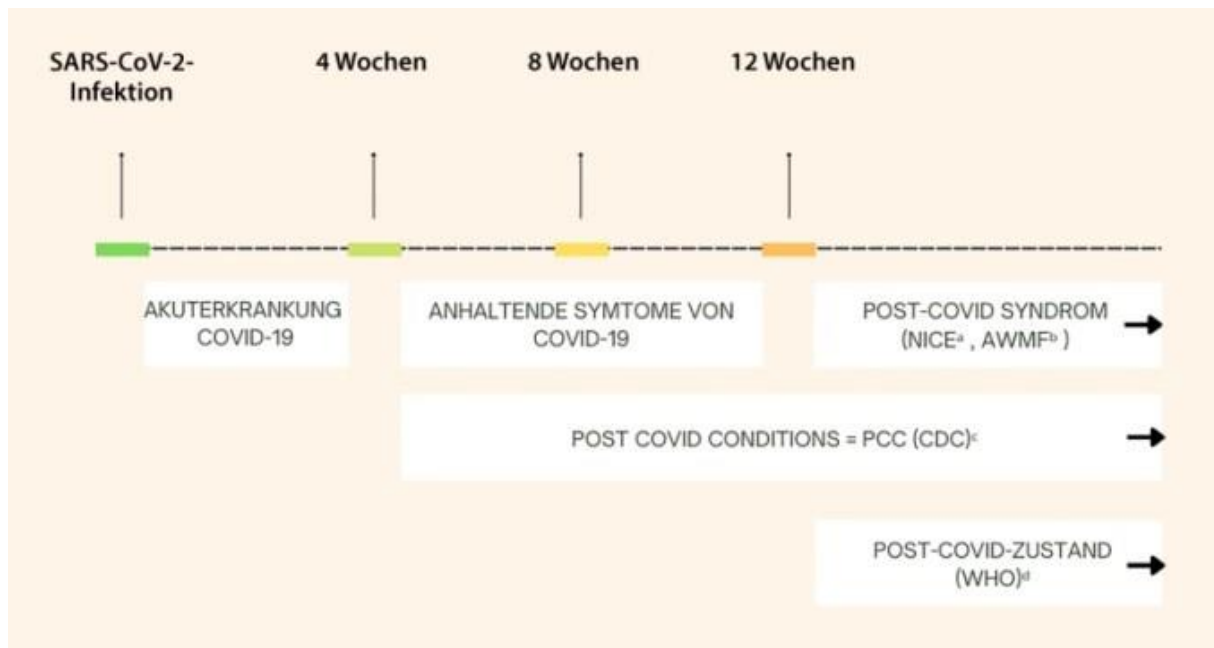 SARS-CoV-2-
Infektion
4 Wochen
8 Wochen
12 Wochen
AKUTERKRANKUNG
COVID-19
ANHALTENDE SYMTOME VON
COVID-19
POST-COVID SYNDROM
(NICEᵃ , AWMFᵇ )
POST COVID CONDITIONS = PCC (CDC)ᶜ
POST-COVID-ZUSTAND
(WHO)ᵈ